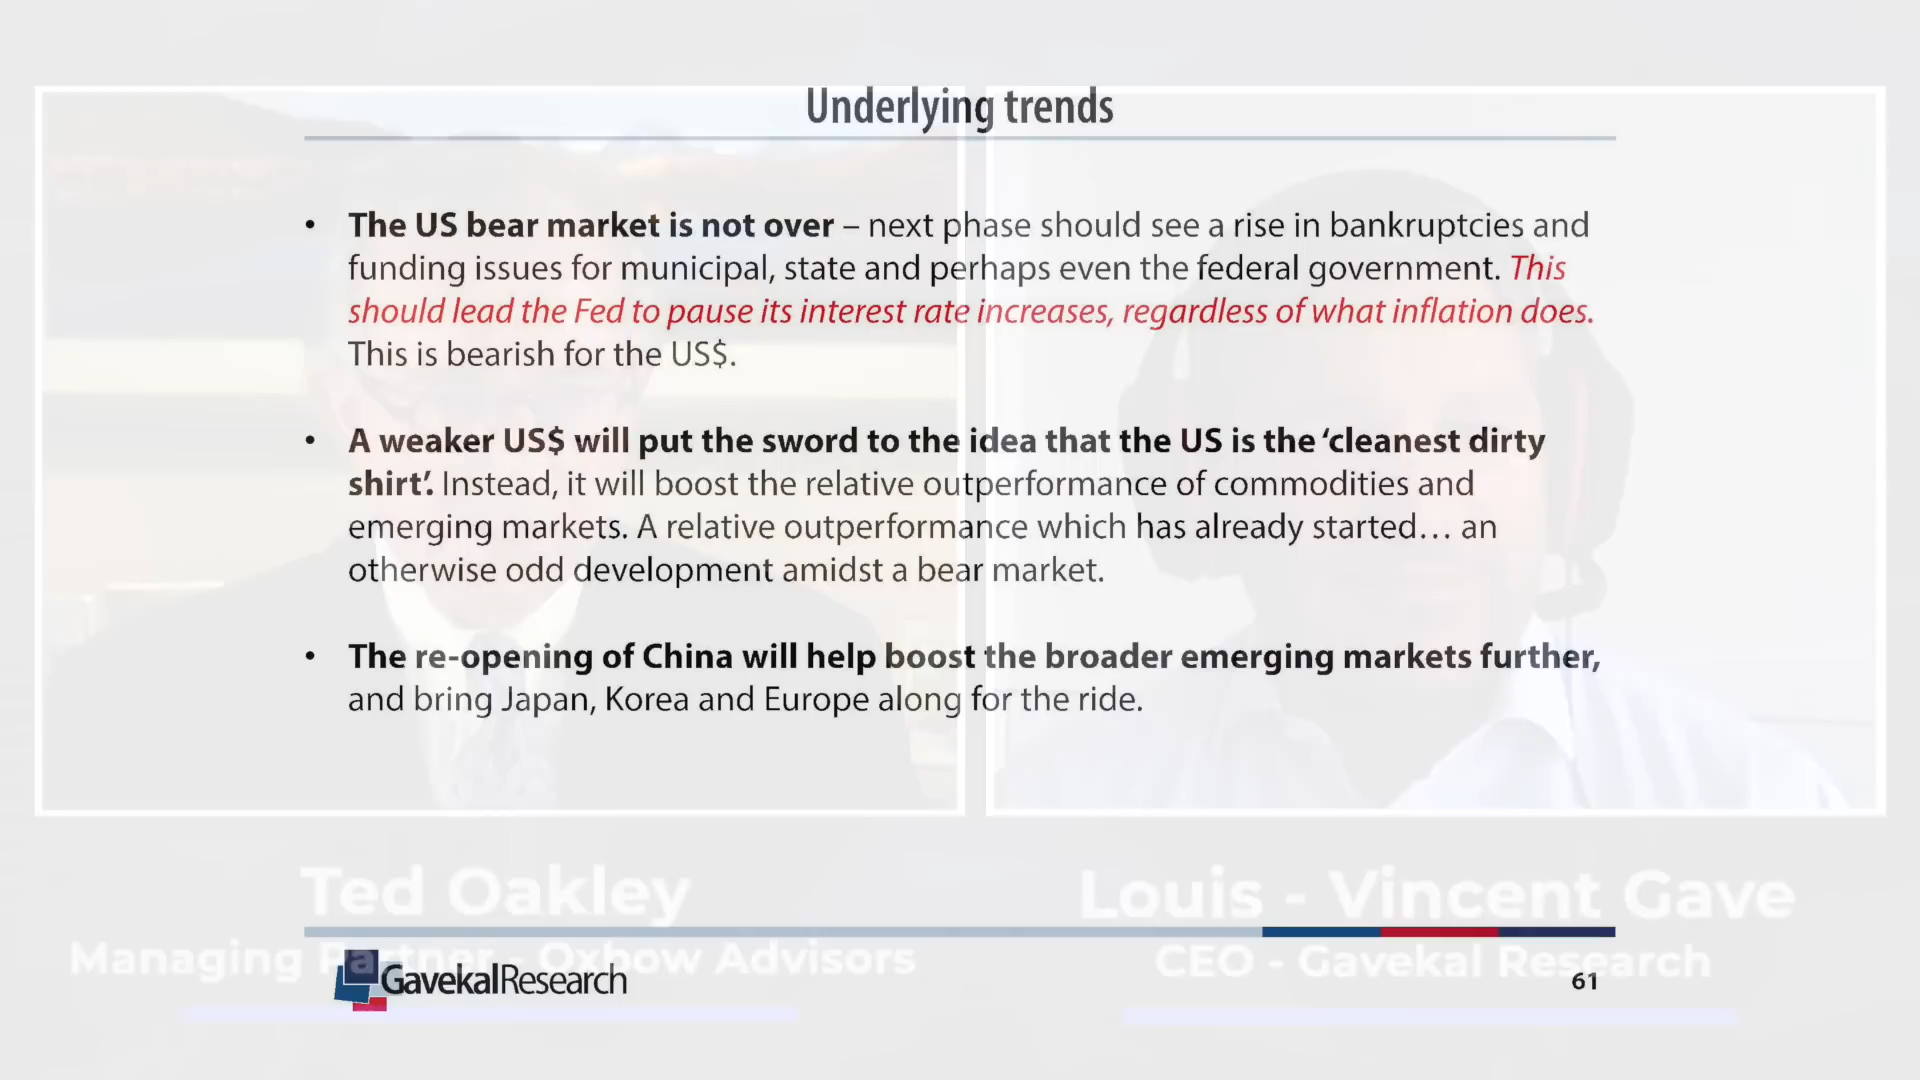 Underlying trends
• The US bear market is not over – next phase should see a rise in bankruptcies and
funding issues for municipal, state and perhaps even the federal government. This
should lead the Fed to pause its interest rate increases, regardless of what inflation does.
This is bearish for the US$.
• A weaker US$ will put the sword to the idea that the US is the ‘cleanest dirty
shirt’. Instead, it will boost the relative outperformance of commodities and
emerging markets. A relative outperformance which has already started… an
otherwise odd development amidst a bear market.
• The re-opening of China will help boost the broader emerging markets further,
and bring Japan, Korea and Europe along for the ride.
Ted Oakley
Managing Partner - Oxbow Advisors
Louis - Vincent Gave
CEO - Gavekal Research
GavekalResearch
61